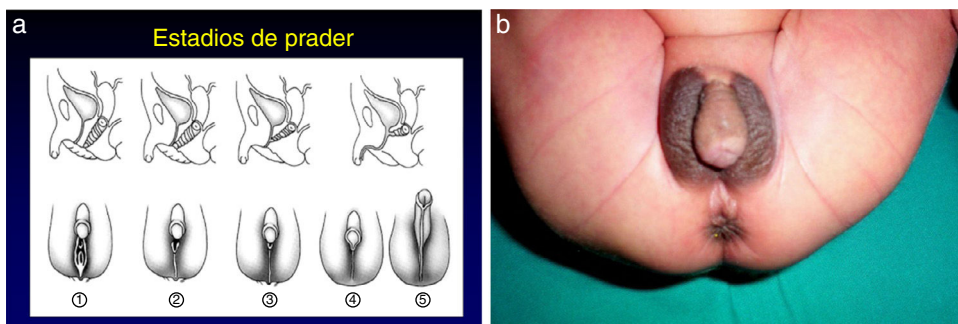 a
Estadios de prader
① ② ③ ④ ⑤
b